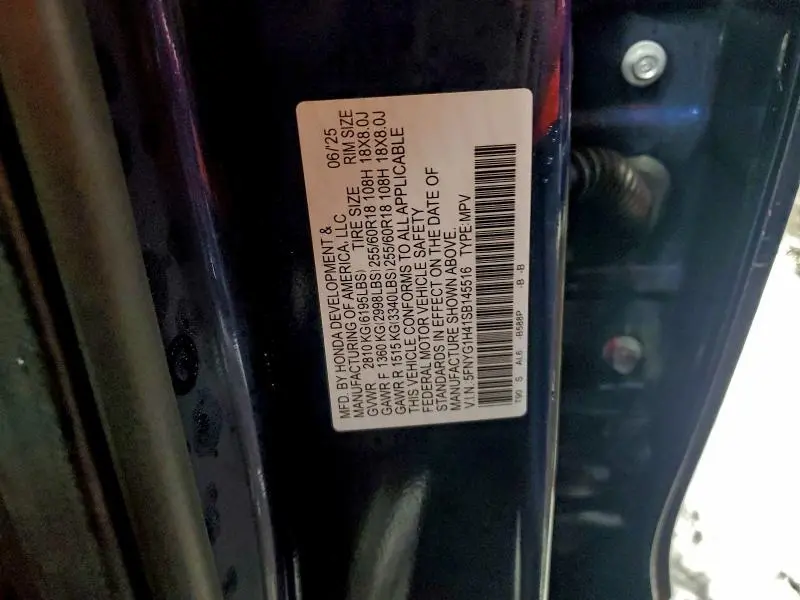 MFD. BY HONDA DEVELOPMENT &
MANUFACTURING OF AMERICA, LLC 06/'25
TIRE SIZE RIM SIZE
GVWR 2810 KG(6195LBS)
GAWR F 1360 KG(2998LBS) 255/60R18 108H 18X8.0J
GAWR R 1515 KG(3340LBS) 255/60R18 108H 18X8.0J
THIS VEHICLE CONFORMS TO ALL APPLICABLE
FEDERAL MOTOR VEHICLE SAFETY
STANDARDS IN EFFECT ON THE DATE OF
MANUFACTURE SHOWN ABOVE.
V.I.N. 5FNYG1H41SB145516 TYPE:MPV
T90 S AL6 -B588P -B -B